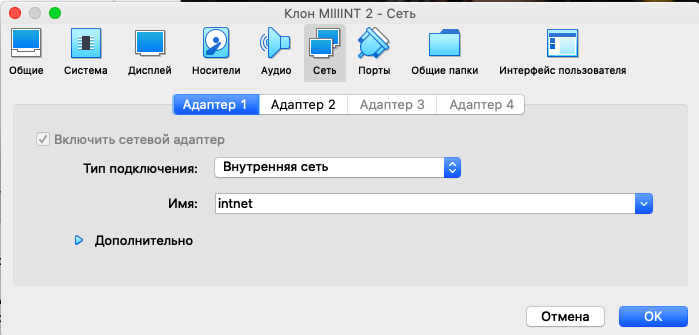 Клон MIIIINT 2 – Сеть
Общие Система Дисплей Носители Аудио Сеть Порты Общие папки Интерфейс пользователя
Адаптер 1 Адаптер 2 Адаптер 3 Адаптер 4
Включить сетевой адаптер
Тип подключения: Внутренняя сеть
Имя: intnet
Дополнительно
Отмена ОК